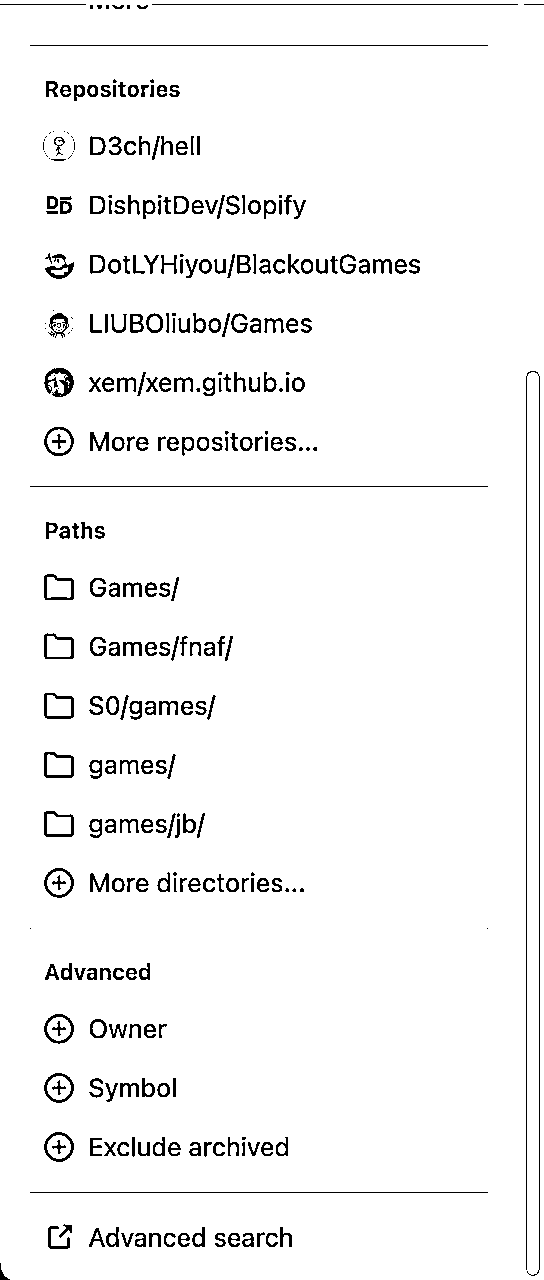 Repositories
D3ch/hell
DD DishpitDev/Slopify
DotLYHiyou/BlackoutGames
LIUBOliubo/Games
xem/xem.github.io
More repositories...
Paths
Games/
Games/fnaf/
S0/games/
games/
games/jb/
More directories...
Advanced
Owner
Symbol
Exclude archived
Advanced search